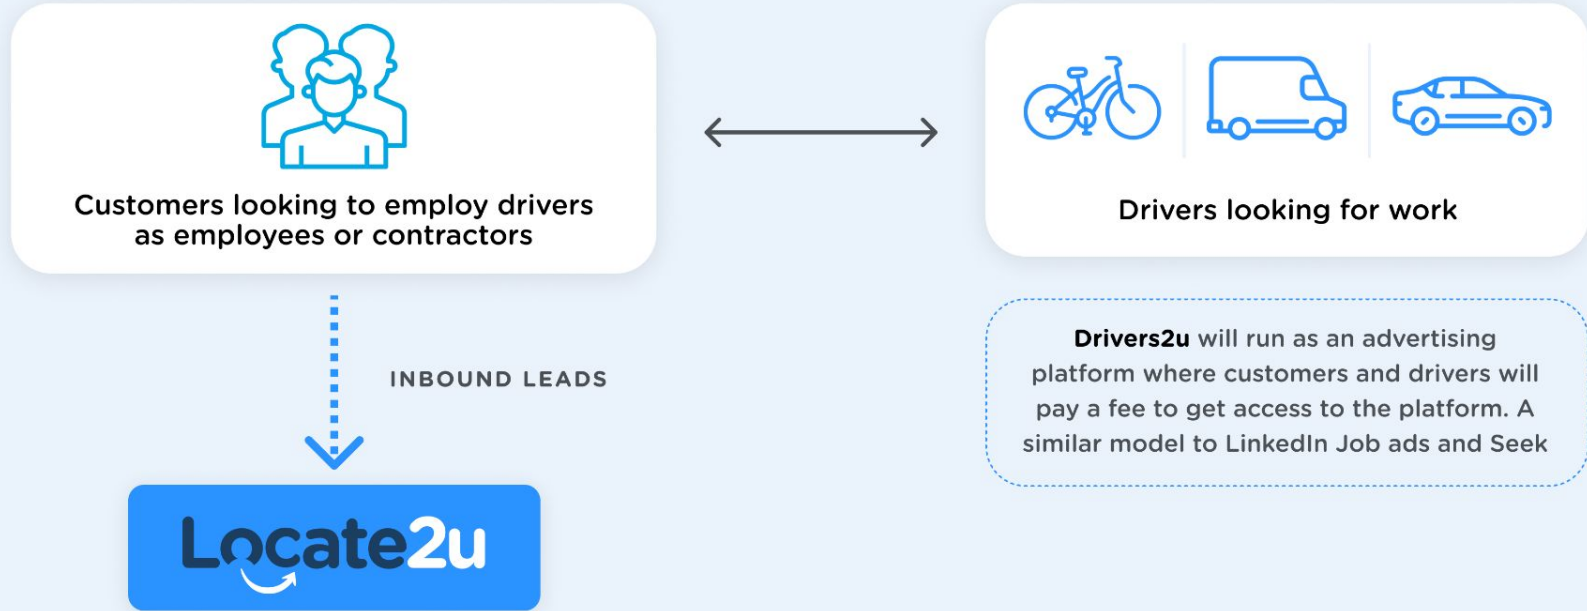 Customers looking to employ drivers
as employees or contractors
Drivers looking for work
INBOUND LEADS
Drivers2u will run as an advertising
platform where customers and drivers will
pay a fee to get access to the platform. A
similar model to LinkedIn Job ads and Seek
Locate2u